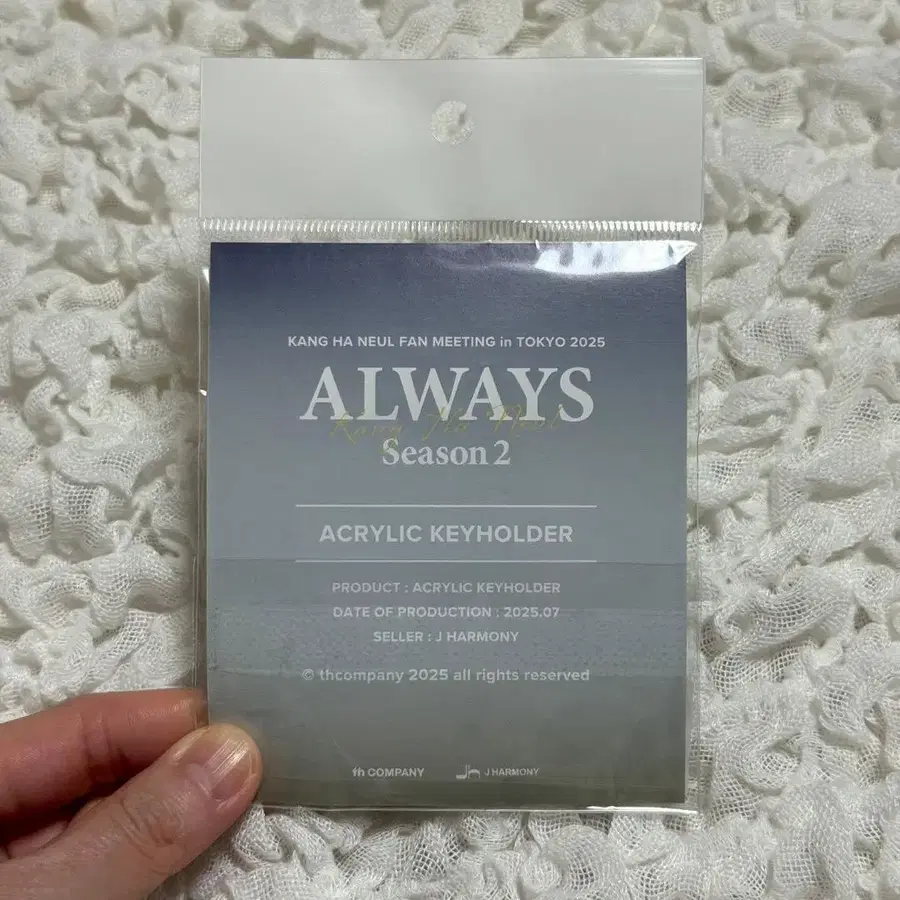 KANG HA NEUL FAN MEETING in TOKYO 2025
ALWAYS
Kang Ha Neul
Season 2
ACRYLIC KEYHOLDER
PRODUCT : ACRYLIC KEYHOLDER
DATE OF PRODUCTION : 2025.07
SELLER : J HARMONY
© thcompany 2025 all rights reserved
th COMPANY
J HARMONY